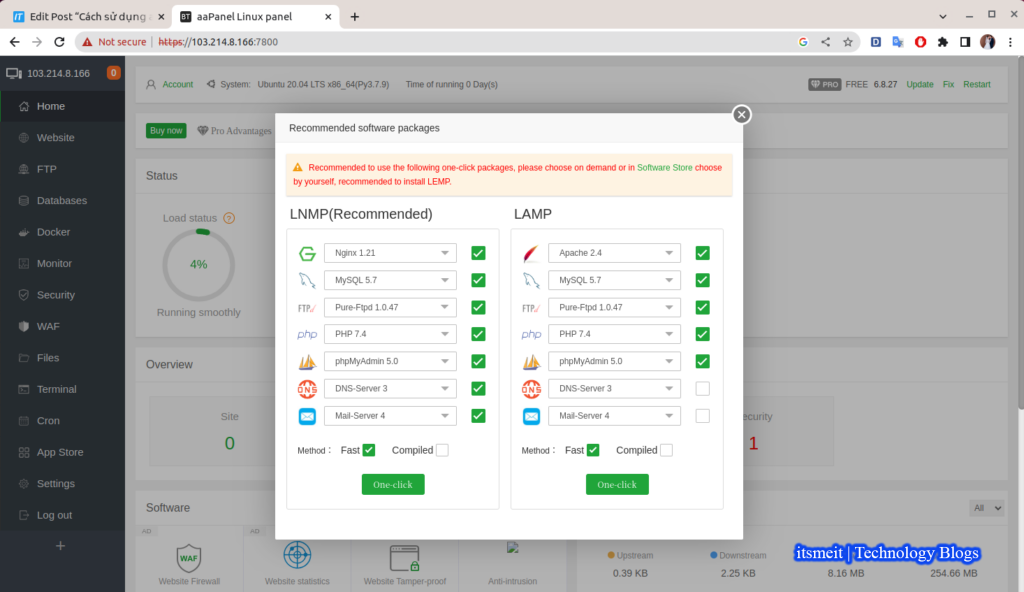 Edit Post "Cách sử dụng
aaPanel Linux panel
Not secure https://103.214.8.166:7800
103.214.8.166 0
Account System: Ubuntu 20.04 LTS x86_64(Py3.7.9) Time of running 0 Day(s) PRO FREE 6.8.27 Update Fix Restart
Home
Website
FTP
Databases
Docker
Monitor
Security
WAF
Files
Terminal
Cron
App Store
Settings
Log out
Buy now Pro Advantages
Status
Load status ?
4%
Running smoothly
Overview
Site
0
ecurity
1
Software
All
AD
AD
WAF
Website Firewall
Website statistics
Website Tamper-proof
Anti-intrusion
Upstream
0.39 KB
Downstream
2.25 KB
8.16 MB
254.66 MB
Recommended software packages
Recommended to use the following one-click packages, please choose on demand or in Software Store choose
by yourself, recommended to install LEMP.
LNMP(Recommended)
Nginx 1.21
MySQL 5.7
FTP Pure-Ftpd 1.0.47
php PHP 7.4
phpMyAdmin 5.0
DNS DNS-Server 3
Mail-Server 4
Method : Fast Compiled
One-click
LAMP
Apache 2.4
MySQL 5.7
FTP Pure-Ftpd 1.0.47
php PHP 7.4
phpMyAdmin 5.0
DNS DNS-Server 3
Mail-Server 4
Method : Fast Compiled
One-click
itsmeit | Technology Blogs